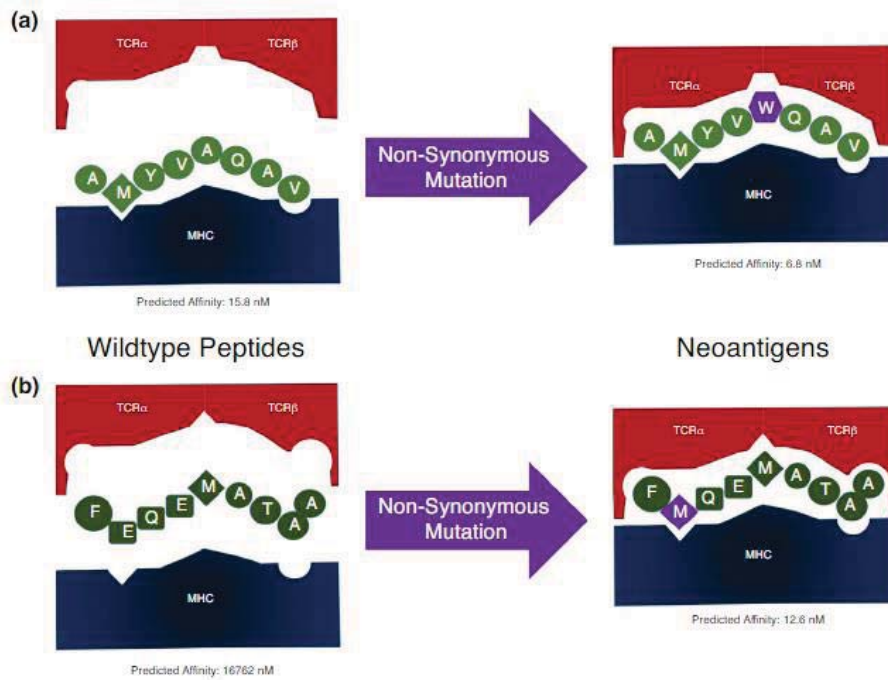 (a)
TCRα TCRβ
A M Y V A Q A V
MHC
Predicted Affinity: 15.8 nM
Non-Synonymous
Mutation
TCRα TCRβ
A M Y V W Q A V
MHC
Predicted Affinity: 6.8 nM
Wildtype Peptides
Neoantigens
(b)
TCRα TCRβ
F E Q E M A T A A
MHC
Predicted Affinity: 16762 nM
Non-Synonymous
Mutation
TCRα TCRβ
F M Q E M A T A A
MHC
Predicted Affinity: 12.6 nM